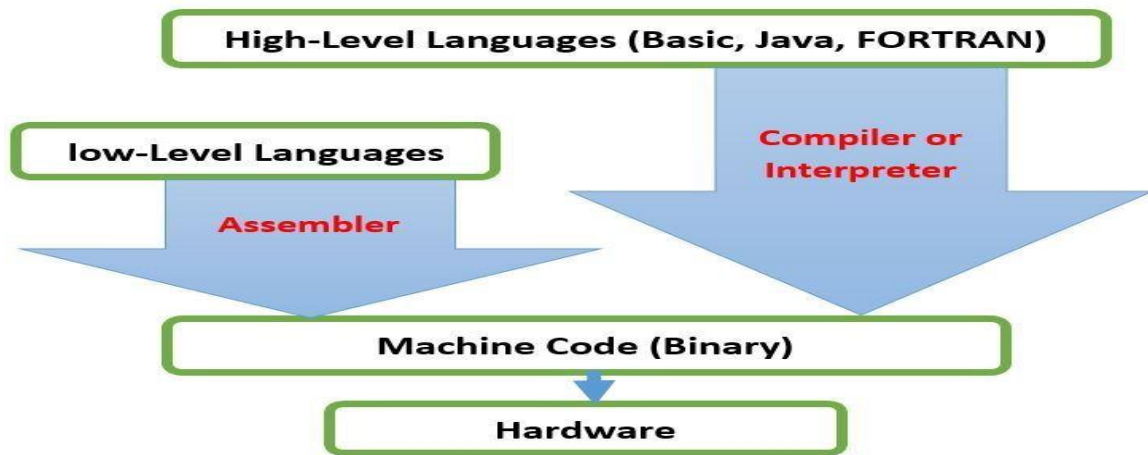 High-Level Languages (Basic, Java, FORTRAN)
low-Level Languages
Compiler or
Interpreter
Assembler
Machine Code (Binary)
Hardware